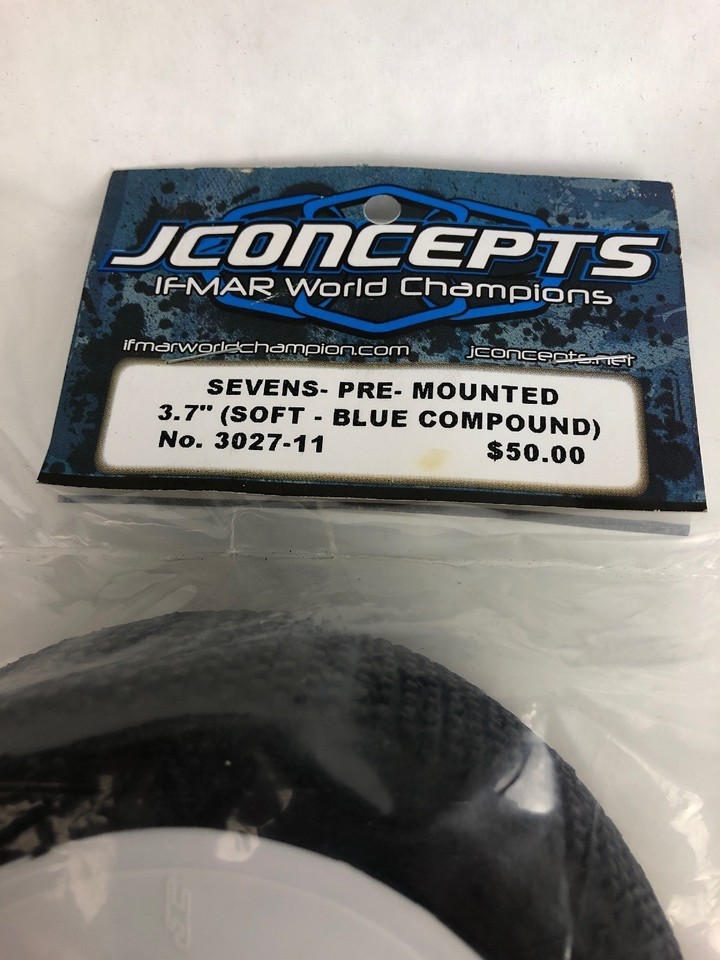 JCONCEPTS
IFMAR World Champions
ifmarworldchampion.com jconcepts.net
SEVENS- PRE- MOUNTED
3.7" (SOFT - BLUE COMPOUND)
No. 3027-11 $50.00